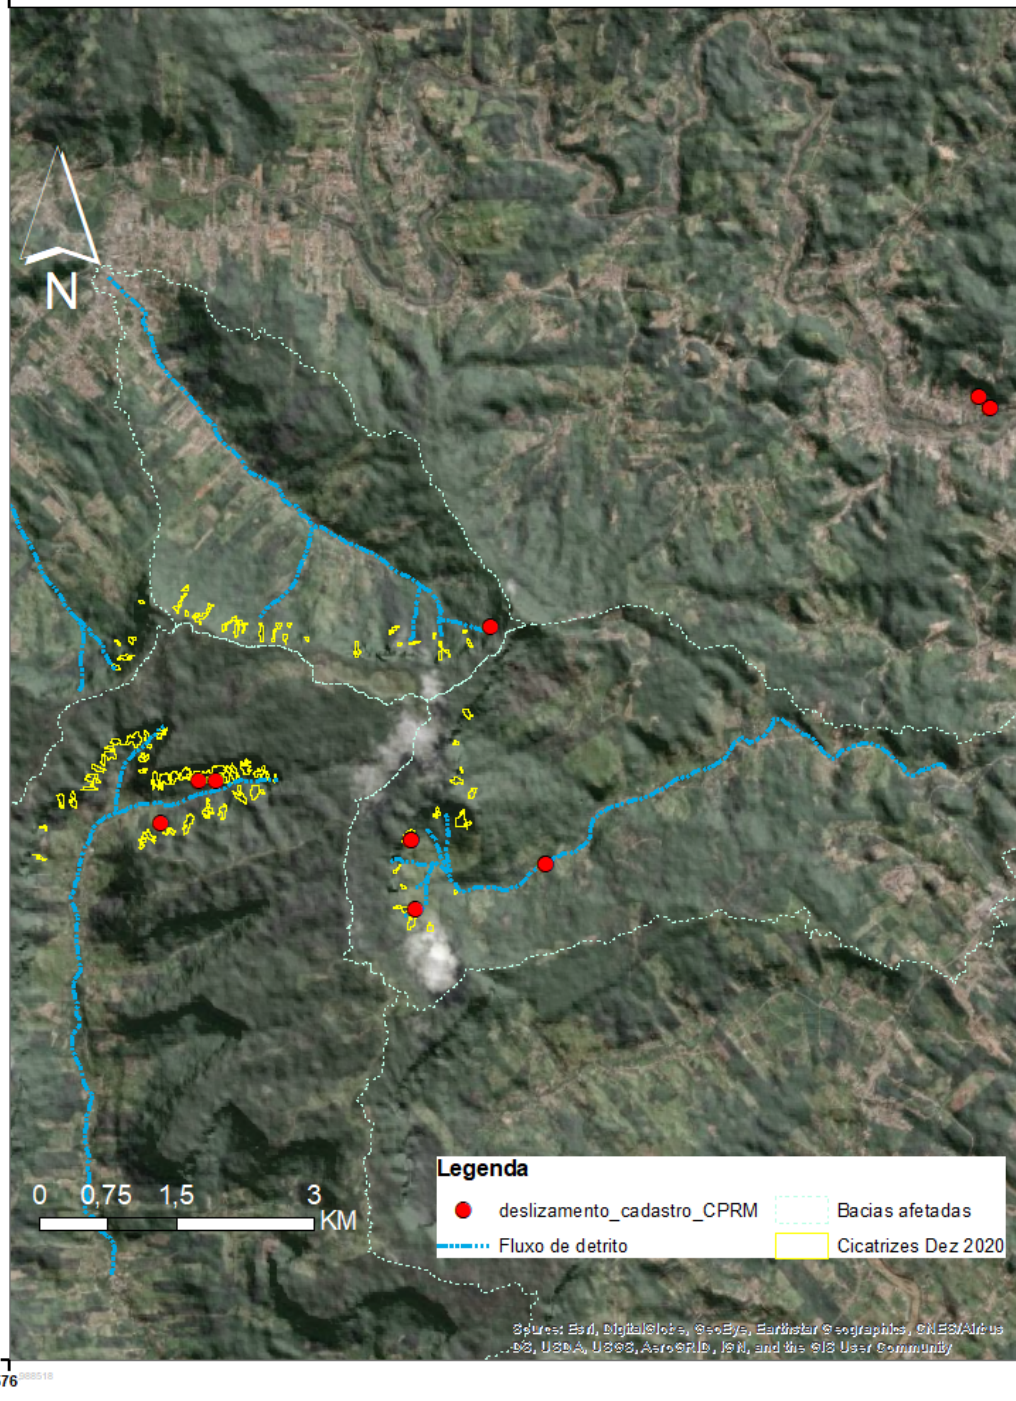 N
0 0,75 1,5 3
KM
Legenda
deslizamento_cadastro_CPRM
Bacias afetadas
Fluxo de detrito
Cicatrizes Dez 2020
Source: Esri, DigitalGlobe, GeoEye, Earthstar Geographics, CNES/Airbus
DS, USDA, USGS, AeroGRID, IGN, and the GIS User Community
576